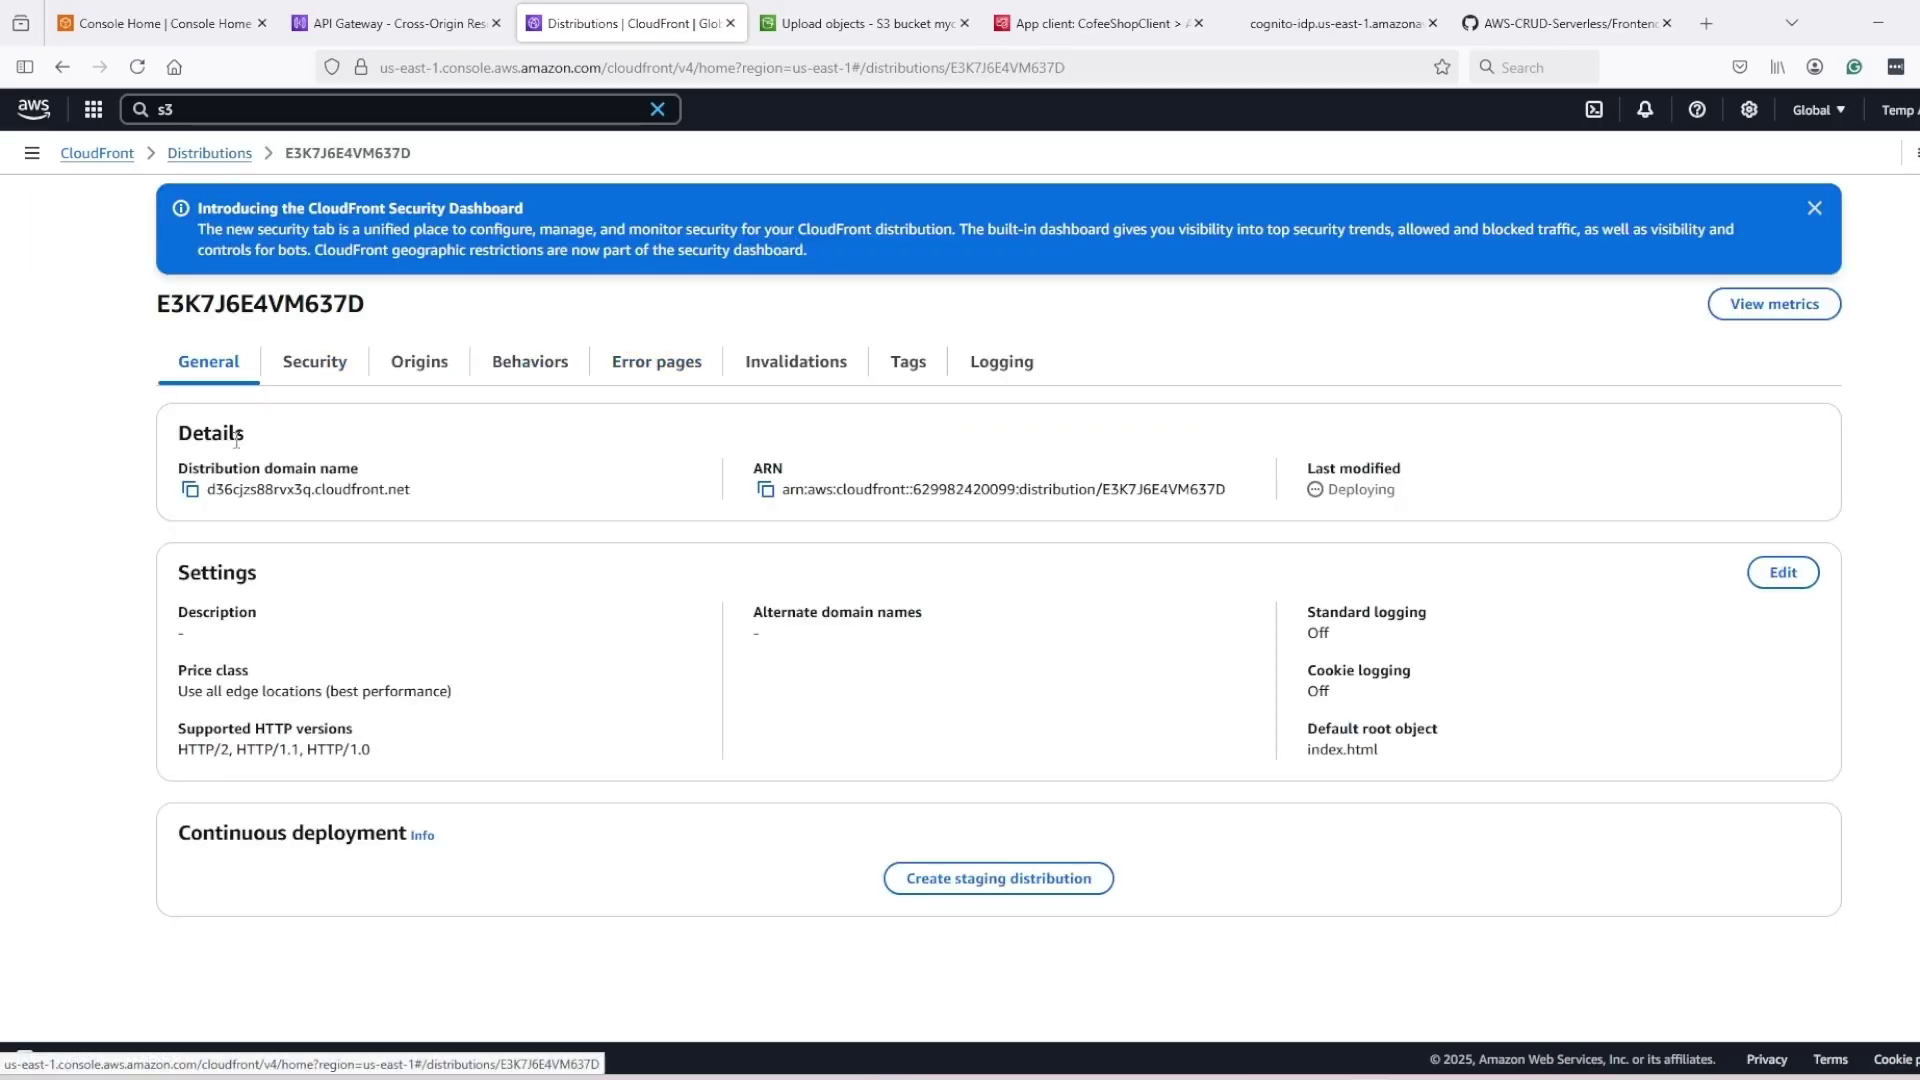 Console Home | Console Home
API Gateway - Cross-Origin Res
Distributions | CloudFront | Glo
Upload objects - S3 bucket myc
App client: CofeeShopClient >
cognito-idp.us-east-1.amazona
AWS-CRUD-Serverless/Fronten
us-east-1.console.aws.amazon.com/cloudfront/v4/home?region=us-east-1#/distributions/E3K7J6E4VM637D
Search
aws
s3
Global
Temp
CloudFront > Distributions > E3K7J6E4VM637D
Introducing the CloudFront Security Dashboard
The new security tab is a unified place to configure, manage, and monitor security for your CloudFront distribution. The built-in dashboard gives you visibility into top security trends, allowed and blocked traffic, as well as visibility and
controls for bots. CloudFront geographic restrictions are now part of the security dashboard.
E3K7J6E4VM637D
View metrics
General Security Origins Behaviors Error pages Invalidations Tags Logging
Details
Distribution domain name
d36cjzs88rvx3q.cloudfront.net
ARN
arn:aws:cloudfront::629982420099:distribution/E3K7J6E4VM637D
Last modified
Deploying
Settings
Edit
Description
-
Price class
Use all edge locations (best performance)
Supported HTTP versions
HTTP/2, HTTP/1.1, HTTP/1.0
Alternate domain names
-
Standard logging
Off
Cookie logging
Off
Default root object
index.html
Continuous deployment Info
Create staging distribution
us-east-1.console.aws.amazon.com/cloudfront/v4/home?region=us-east-1#/distributions/E3K7J6E4VM637D
© 2025, Amazon Web Services, Inc. or its affiliates. Privacy Terms Cookie p